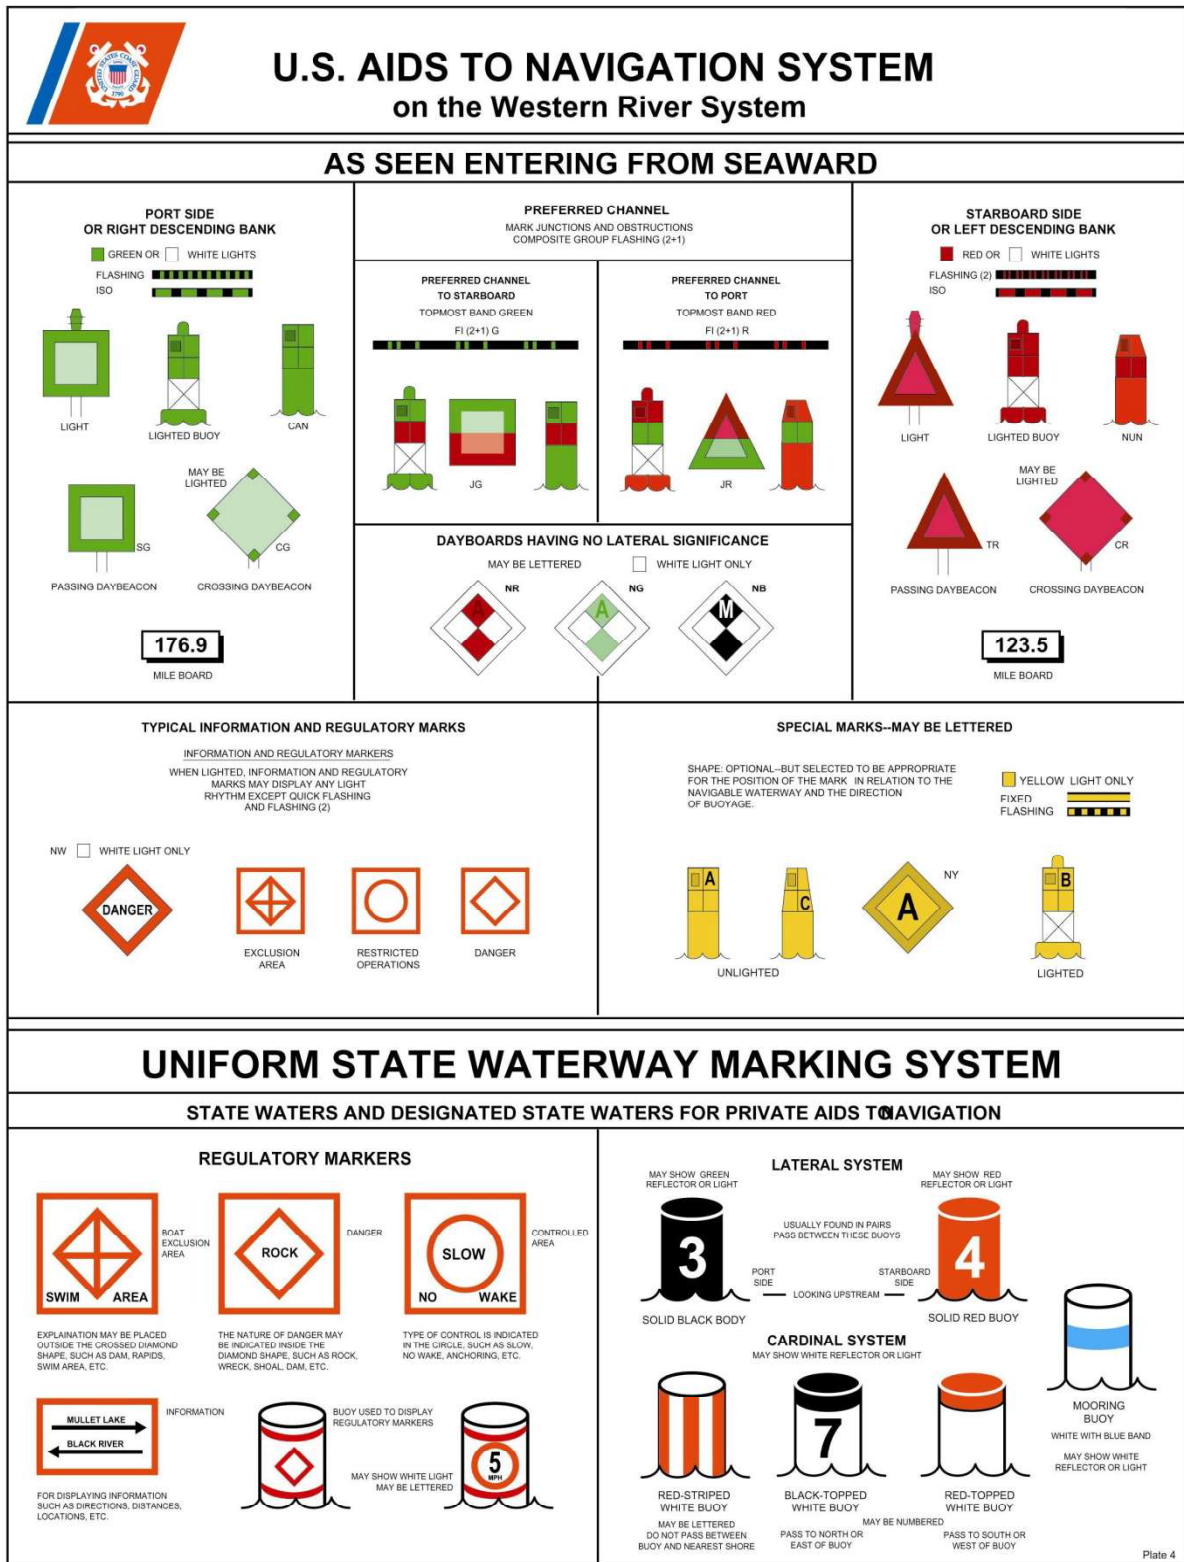 UNITED STATES COAST GUARD
1790
U.S. AIDS TO NAVIGATION SYSTEM
on the Western River System
AS SEEN ENTERING FROM SEAWARD
PORT SIDE
OR RIGHT DESCENDING BANK
GREEN OR WHITE LIGHTS
FLASHING
ISO
LIGHT
LIGHTED BUOY
CAN
MAY BE
LIGHTED
SG
CG
PASSING DAYBEACON
CROSSING DAYBEACON
176.9
MILE BOARD
PREFERRED CHANNEL
MARK JUNCTIONS AND OBSTRUCTIONS
COMPOSITE GROUP FLASHING (2+1)
PREFERRED CHANNEL
TO STARBOARD
TOPMOST BAND GREEN
FI (2+1) G
JG
PREFERRED CHANNEL
TO PORT
TOPMOST BAND RED
FI (2+1) R
JR
DAYBOARDS HAVING NO LATERAL SIGNIFICANCE
MAY BE LETTERED WHITE LIGHT ONLY
NR
NG
NB
A
A
M
STARBOARD SIDE
OR LEFT DESCENDING BANK
RED OR WHITE LIGHTS
FLASHING (2)
ISO
LIGHT
LIGHTED BUOY
NUN
MAY BE
LIGHTED
TR
CR
PASSING DAYBEACON
CROSSING DAYBEACON
123.5
MILE BOARD
TYPICAL INFORMATION AND REGULATORY MARKS
INFORMATION AND REGULATORY MARKERS
WHEN LIGHTED, INFORMATION AND REGULATORY
MARKS MAY DISPLAY ANY LIGHT
RHYTHM EXCEPT QUICK FLASHING
AND FLASHING (2)
NW WHITE LIGHT ONLY
DANGER
EXCLUSION
AREA
RESTRICTED
OPERATIONS
DANGER
SPECIAL MARKS--MAY BE LETTERED
SHAPE: OPTIONAL--BUT SELECTED TO BE APPROPRIATE
FOR THE POSITION OF THE MARK IN RELATION TO THE
NAVIGABLE WATERWAY AND THE DIRECTION
OF BUOYAGE.
YELLOW LIGHT ONLY
FIXED
FLASHING
A
C
UNLIGHTED
A
NY
B
LIGHTED
UNIFORM STATE WATERWAY MARKING SYSTEM
STATE WATERS AND DESIGNATED STATE WATERS FOR PRIVATE AIDS TO NAVIGATION
REGULATORY MARKERS
SWIM AREA
BOAT
EXCLUSION
AREA
EXPLAINATION MAY BE PLACED
OUTSIDE THE CROSSED DIAMOND
SHAPE, SUCH AS DAM, RAPIDS,
SWIM AREA, ETC.
ROCK
DANGER
THE NATURE OF DANGER MAY
BE INDICATED INSIDE THE
DIAMOND SHAPE, SUCH AS ROCK,
WRECK, SHOAL, DAM, ETC.
SLOW
NO WAKE
CONTROLLED
AREA
TYPE OF CONTROL IS INDICATED
IN THE CIRCLE, SUCH AS SLOW,
NO WAKE, ANCHORING, ETC.
MULLET LAKE
BLACK RIVER
INFORMATION
FOR DISPLAYING INFORMATION
SUCH AS DIRECTIONS, DISTANCES,
LOCATIONS, ETC.
BUOY USED TO DISPLAY
REGULATORY MARKERS
MAY SHOW WHITE LIGHT
MAY BE LETTERED
5
MPH
LATERAL SYSTEM
MAY SHOW GREEN
REFLECTOR OR LIGHT
3
SOLID BLACK BODY
USUALLY FOUND IN PAIRS
PASS BETWEEN THESE BUOYS
PORT
SIDE
LOOKING UPSTREAM
STARBOARD
SIDE
MAY SHOW RED
REFLECTOR OR LIGHT
4
SOLID RED BUOY
CARDINAL SYSTEM
MAY SHOW WHITE REFLECTOR OR LIGHT
RED-STRIPED
WHITE BUOY
MAY BE LETTERED
DO NOT PASS BETWEEN
BUOY AND NEAREST SHORE
7
BLACK-TOPPED
WHITE BUOY
MAY BE NUMBERED
PASS TO NORTH OR
EAST OF BUOY
RED-TOPPED
WHITE BUOY
PASS TO SOUTH OR
WEST OF BUOY
MOORING
BUOY
WHITE WITH BLUE BAND
MAY SHOW WHITE
REFLECTOR OR LIGHT
Plate 4